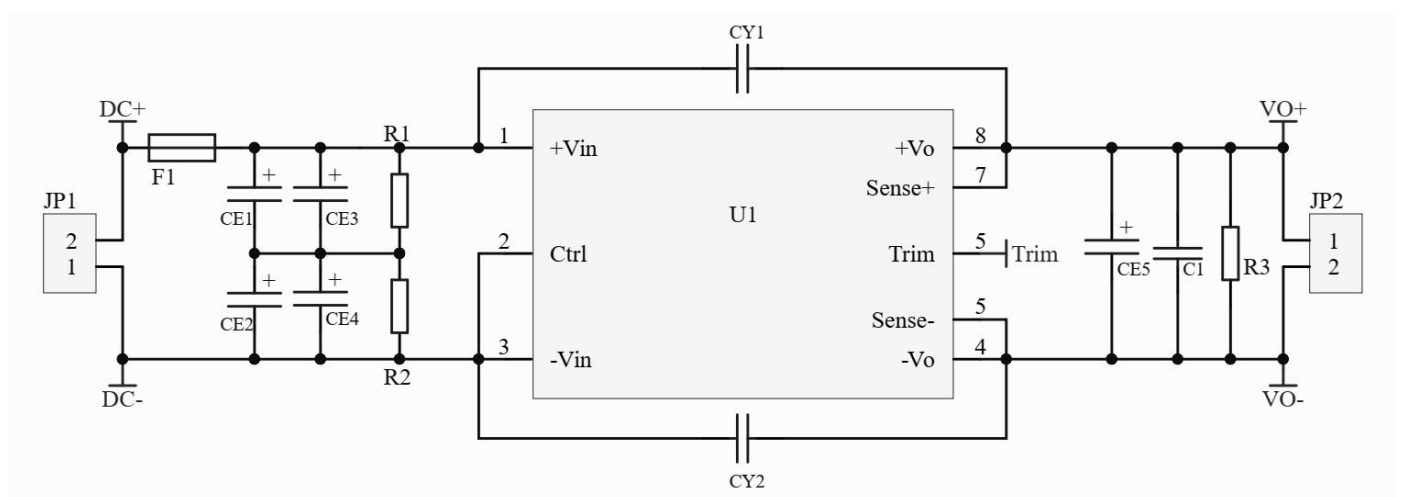 CY1
DC+
VO+
R1
1
+Vin
+Vo
8
F1
Sense+
7
JP1
CE1
+
CE3
+
U1
JP2
2
1
2
Ctrl
Trim
5
Trim
+
CE5
C1
R3
1
2
CE2
+
CE4
+
Sense-
5
3
-Vin
-Vo
4
R2
DC-
VO-
CY2